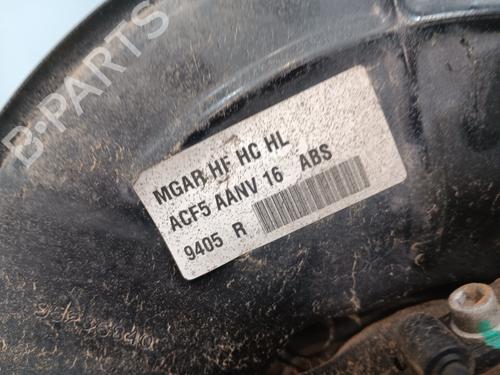 B-PARTS
MGAR HF HC HL
ACF5 AANV 16 ABS
9405 R